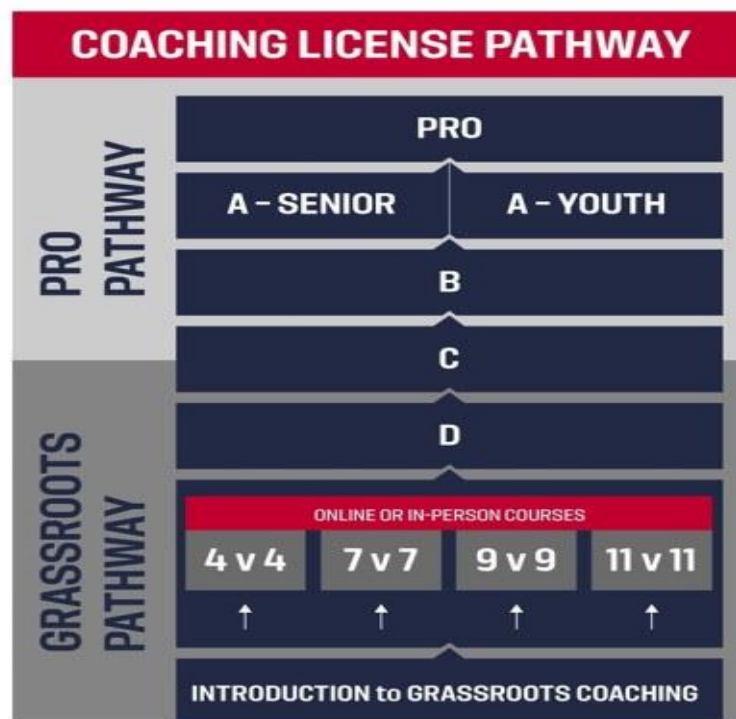 COACHING LICENSE PATHWAY
PRO
PATHWAY
PRO
A – SENIOR
A – YOUTH
B
C
D
GRASSROOTS
PATHWAY
ONLINE OR IN-PERSON COURSES
4 v 4
7 v 7
9 v 9
11 v 11
INTRODUCTION to GRASSROOTS COACHING